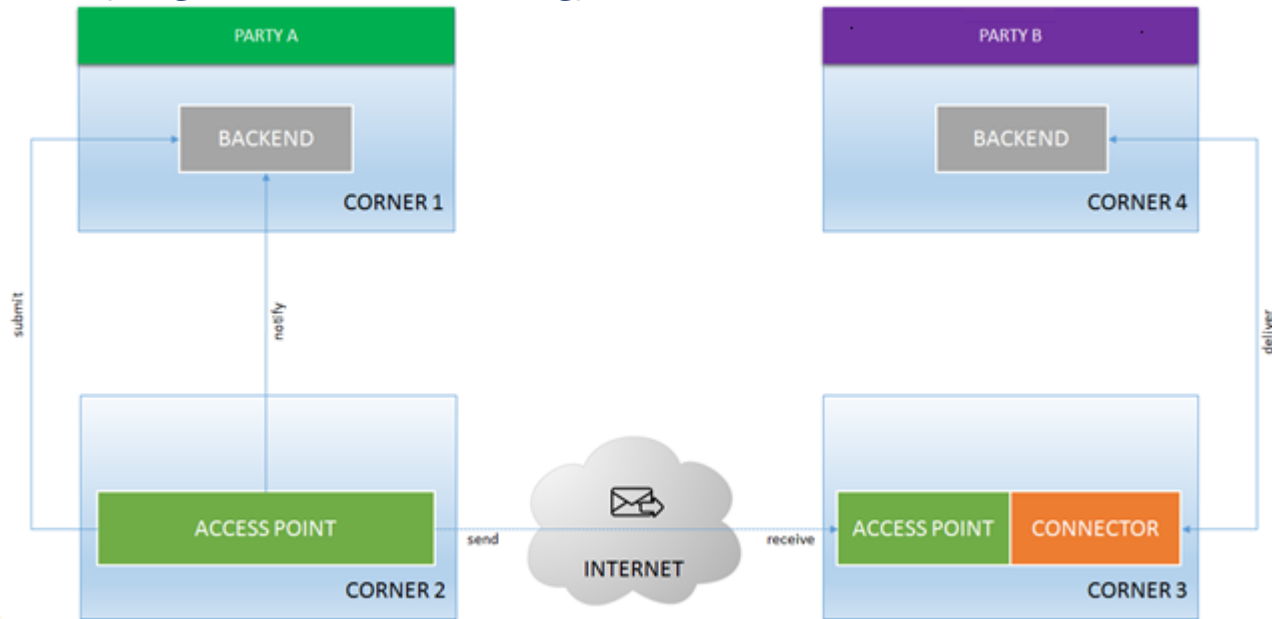 PARTY A
PARTY B
BACKEND
BACKEND
CORNER 1
CORNER 4
submit
notify
deliver
ACCESS POINT
send
INTERNET
receive
ACCESS POINT
CONNECTOR
CORNER 2
CORNER 3